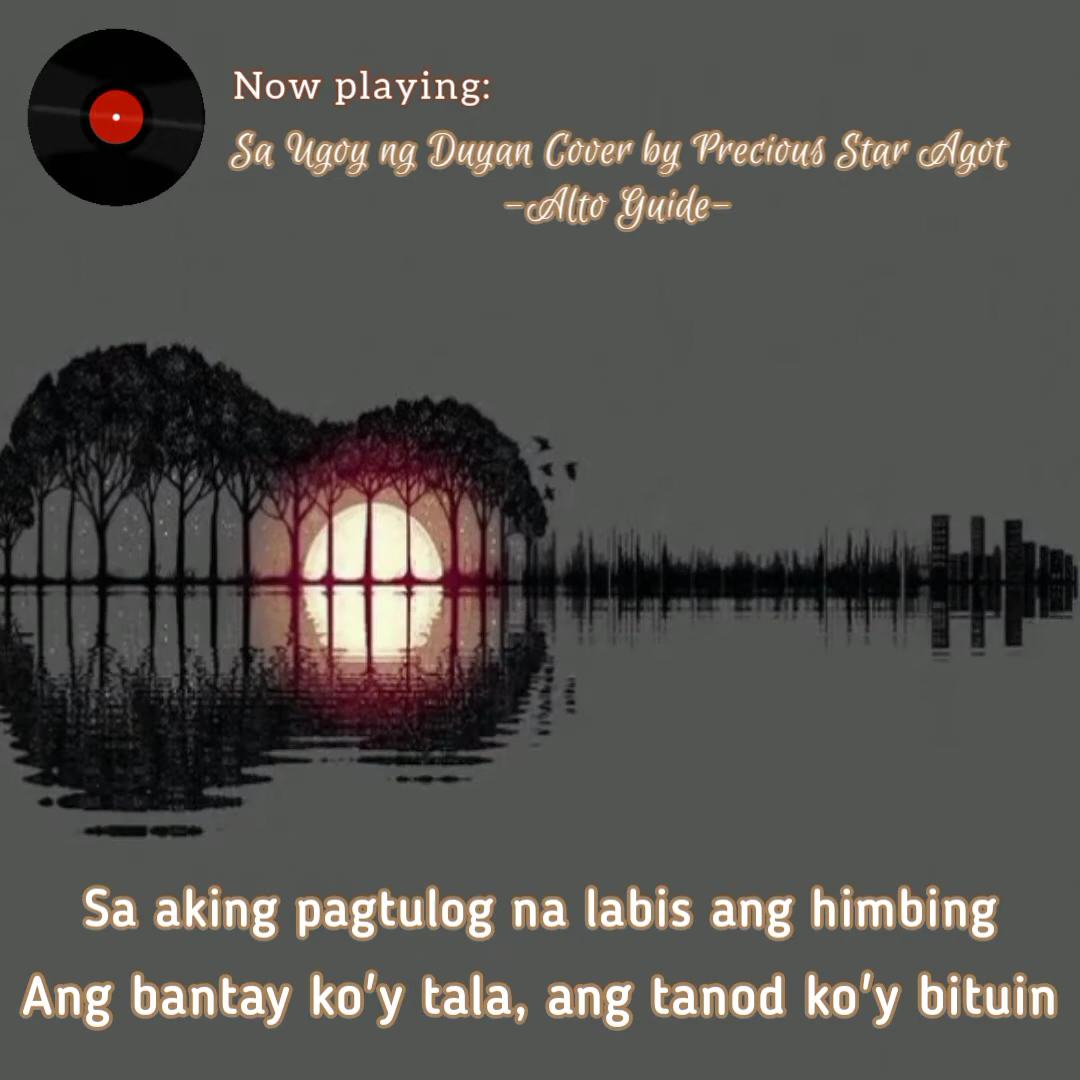 Now playing:
Sa Ugoy ng Duyan Cover by Precious Star Agot
-Alto Guide-
Sa aking pagtulog na labis ang himbing
Ang bantay ko'y tala, ang tanod ko'y bituin